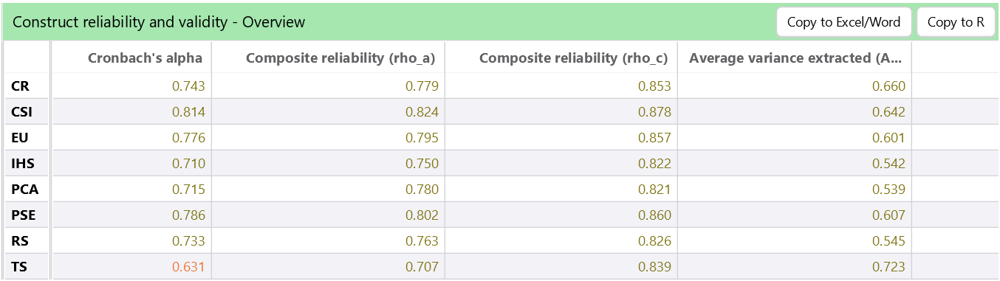 Construct reliability and validity - Overview Copy to Excel/Word Copy to R
Cronbach's alpha Composite reliability (rho_a) Composite reliability (rho_c) Average variance extracted (A...
CR 0.743 0.779 0.853 0.660
CSI 0.814 0.824 0.878 0.642
EU 0.776 0.795 0.857 0.601
IHS 0.710 0.750 0.822 0.542
PCA 0.715 0.780 0.821 0.539
PSE 0.786 0.802 0.860 0.607
RS 0.733 0.763 0.826 0.545
TS 0.631 0.707 0.839 0.723